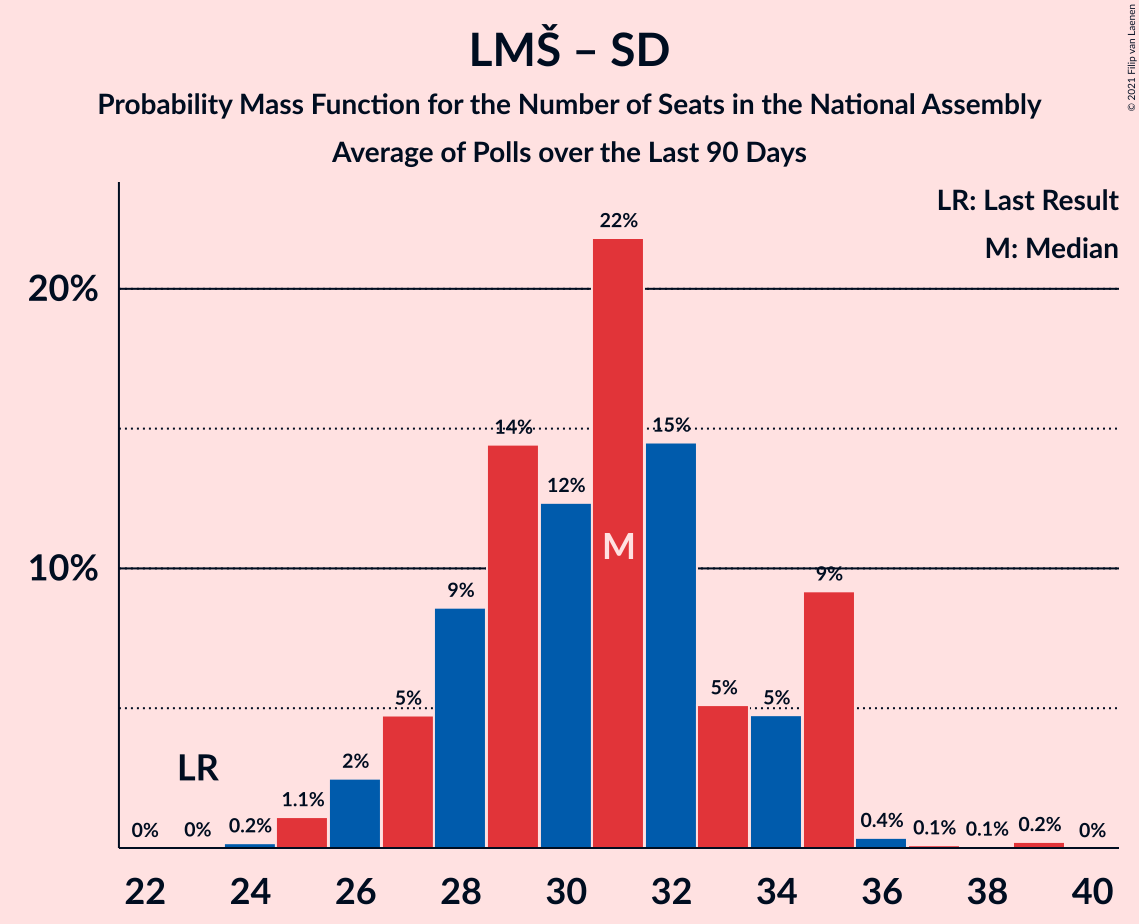 LMŠ – SD
Probability Mass Function for the Number of Seats in the National Assembly
Average of Polls over the Last 90 Days
© 2021 Filip van Laenen
LR: Last Result
M: Median
20%
10%
0% 0% 0.2% 1.1% 2% 5% 9% 14% 12% 22% 15% 5% 5% 9% 0.4% 0.1% 0.1% 0.2% 0%
LR
M
22 24 26 28 30 32 34 36 38 40